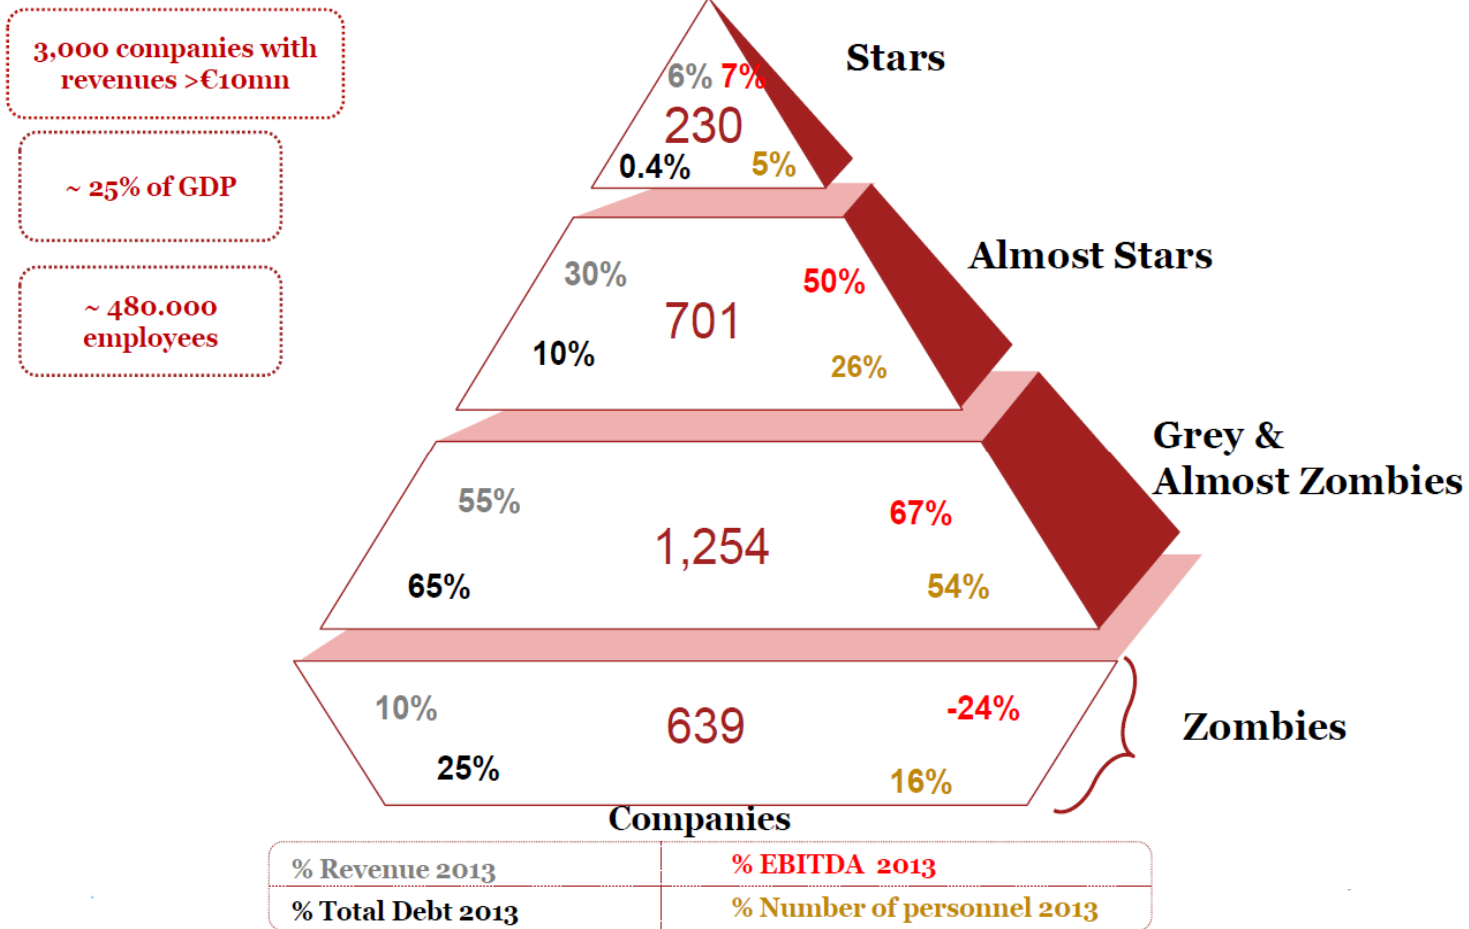 3,000 companies with
revenues >€10mn
~ 25% of GDP
~ 480.000
employees
Stars
6% 7%
230
0.4% 5%
Almost Stars
30% 50%
701
10% 26%
Grey &
Almost Zombies
55% 67%
1,254
65% 54%
Zombies
10% -24%
639
25% 16%
Companies
% Revenue 2013
% EBITDA 2013
% Total Debt 2013
% Number of personnel 2013